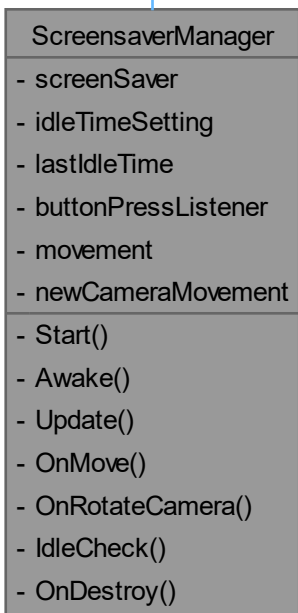 ScreensaverManager
- screenSaver
- idleTimeSetting
- lastIdleTime
- buttonPressListener
- movement
- newCameraMovement
- Start()
- Awake()
- Update()
- OnMove()
- OnRotateCamera()
- IdleCheck()
- OnDestroy()